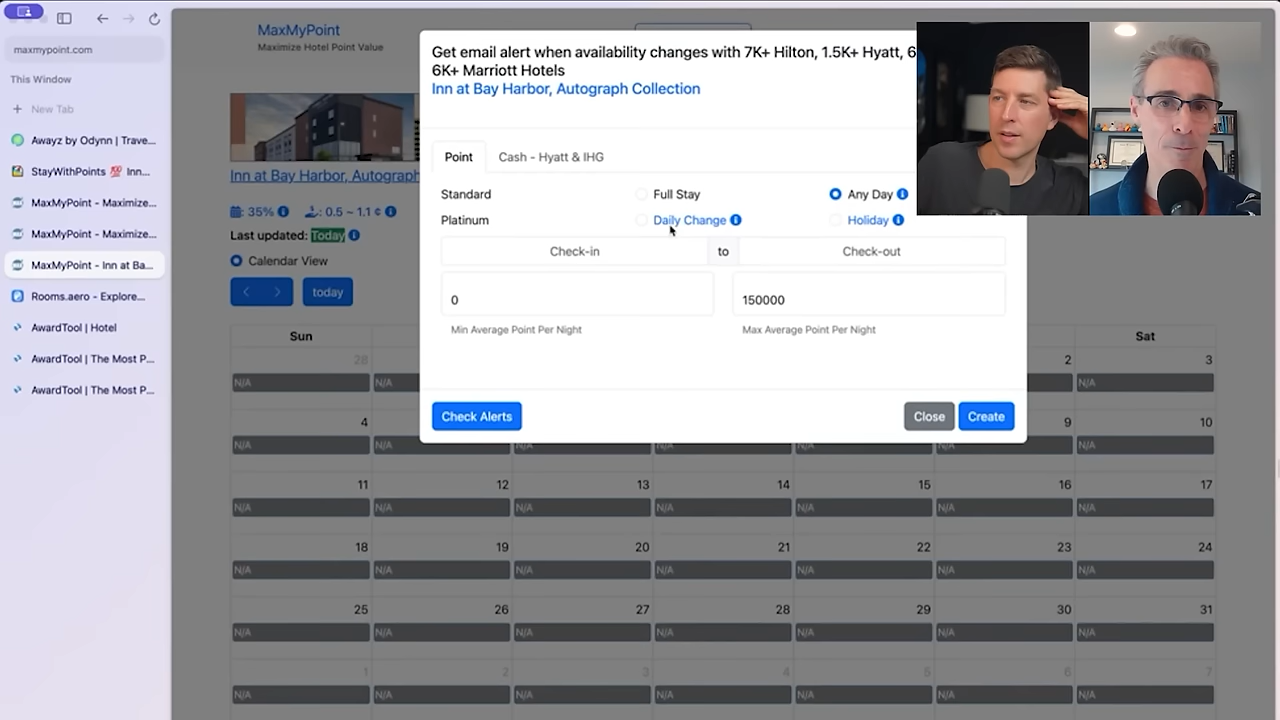 maxmypoint.com
This Window
New Tab
Awayz by Odynn | Trave...
StayWithPoints 💯 Inn...
MaxMyPoint - Maximize...
MaxMyPoint - Maximize...
MaxMyPoint - Inn at Ba...
Rooms.aero - Explore...
AwardTool | Hotel
AwardTool | The Most P...
AwardTool | The Most P...
MaxMyPoint
Maximize Hotel Point Value
Inn at Bay Harbor, Autograph
: 35% : 0.5 ~ 1.1 ¢
Last updated: Today
Calendar View
today
Get email alert when availability changes with 7K+ Hilton, 1.5K+ Hyatt, 6
6K+ Marriott Hotels
Inn at Bay Harbor, Autograph Collection
Point Cash - Hyatt & IHG
Standard Full Stay Any Day
Platinum Daily Change Holiday
Check-in to Check-out
0 150000
Min Average Point Per Night Max Average Point Per Night
Check Alerts Close Create
Sun Sat
28 2 3
N/A N/A N/A N/A
4 9 10
N/A N/A N/A N/A N/A N/A N/A
11 12 13 14 15 16 17
N/A N/A N/A N/A N/A N/A N/A
18 19 20 21 22 23 24
N/A N/A N/A N/A N/A N/A N/A
25 26 27 28 29 30 31
N/A N/A N/A N/A N/A N/A N/A
1 2 3 4 5 6 7
N/A N/A N/A N/A N/A N/A N/A